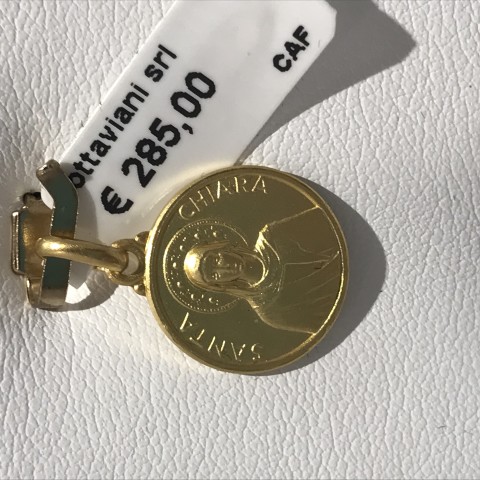 ottaviani srl
€ 285,00
CAF
SANTA CHIARA